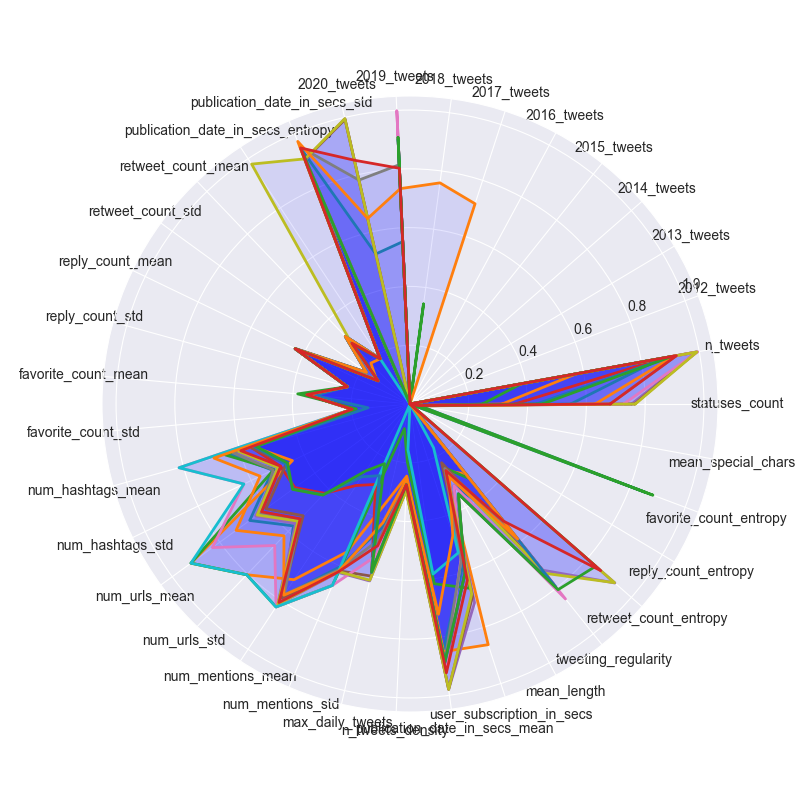 2019_tweets
2018_tweets
2020_tweets
2017_tweets
publication_date_in_secs_std
2016_tweets
publication_date_in_secs_entropy
2015_tweets
retweet_count_mean
2014_tweets
retweet_count_std
2013_tweets
reply_count_mean
1.0
2012_tweets
0.8
reply_count_std
0.6
n_tweets
0.4
favorite_count_mean
0.2
statuses_count
favorite_count_std
mean_special_chars
num_hashtags_mean
favorite_count_entropy
num_hashtags_std
reply_count_entropy
num_urls_mean
retweet_count_entropy
num_urls_std
tweeting_regularity
num_mentions_mean
mean_length
num_mentions_std
user_subscription_in_secs
max_daily_tweets
publication_date_in_secs_mean
n_tweets_density